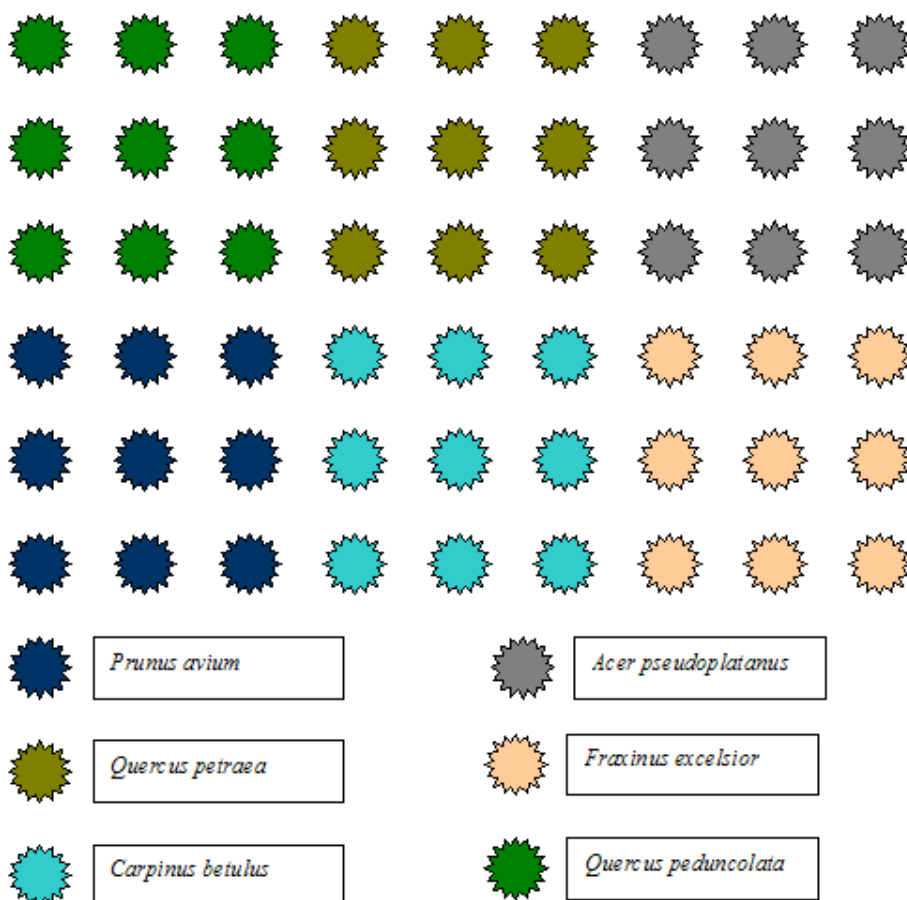 Prunus avium
Acer pseudoplatanus
Quercus petraea
Fraxinus excelsior
Carpinus betulus
Quercus peduncolata